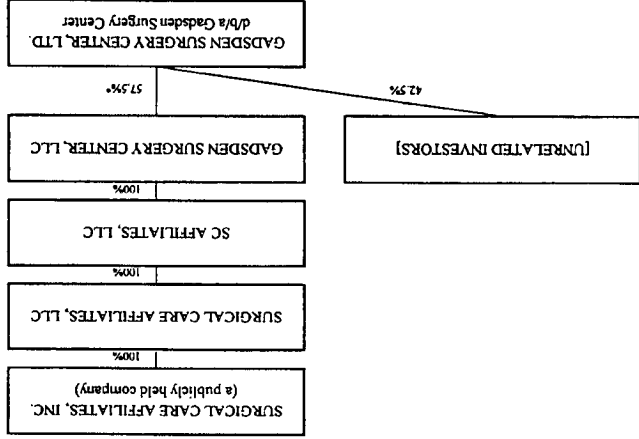 SURGICAL CARE AFFILIATES, INC.
(a publicly held company)
100%
SURGICAL CARE AFFILIATES, LLC
100%
SC AFFILIATES, LLC
100%
[UNRELATED INVESTORS]
GADSDEN SURGERY CENTER, LLC
42.5%
57.5%*
GADSDEN SURGERY CENTER, LTD.
d/b/a Gadsden Surgery Center